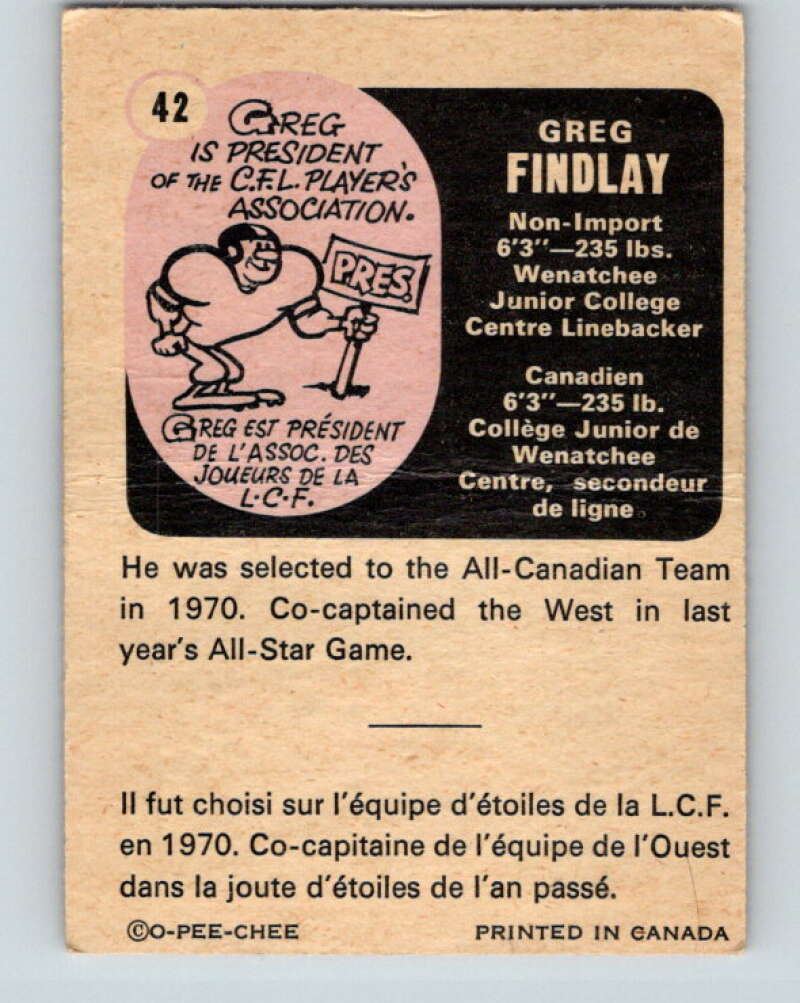 42
GREG
IS PRESIDENT
OF THE C.F.L. PLAYER'S
ASSOCIATION.
PRES.
GREG EST PRÉSIDENT
DE L'ASSOC. DES
JOUEURS DE LA
L.C.F.
GREG
FINDLAY
Non-Import
6'3"—235 lbs.
Wenatchee
Junior College
Centre Linebacker
Canadien
6'3"—235 lb.
Collège Junior de
Wenatchee
Centre, secondeur
de ligne
He was selected to the All-Canadian Team
in 1970. Co-captained the West in last
year's All-Star Game.
Il fut choisi sur l'équipe d'étoiles de la L.C.F.
en 1970. Co-capitaine de l'équipe de l'Ouest
dans la joute d'étoiles de l'an passé.
©O-PEE-CHEE PRINTED IN CANADA